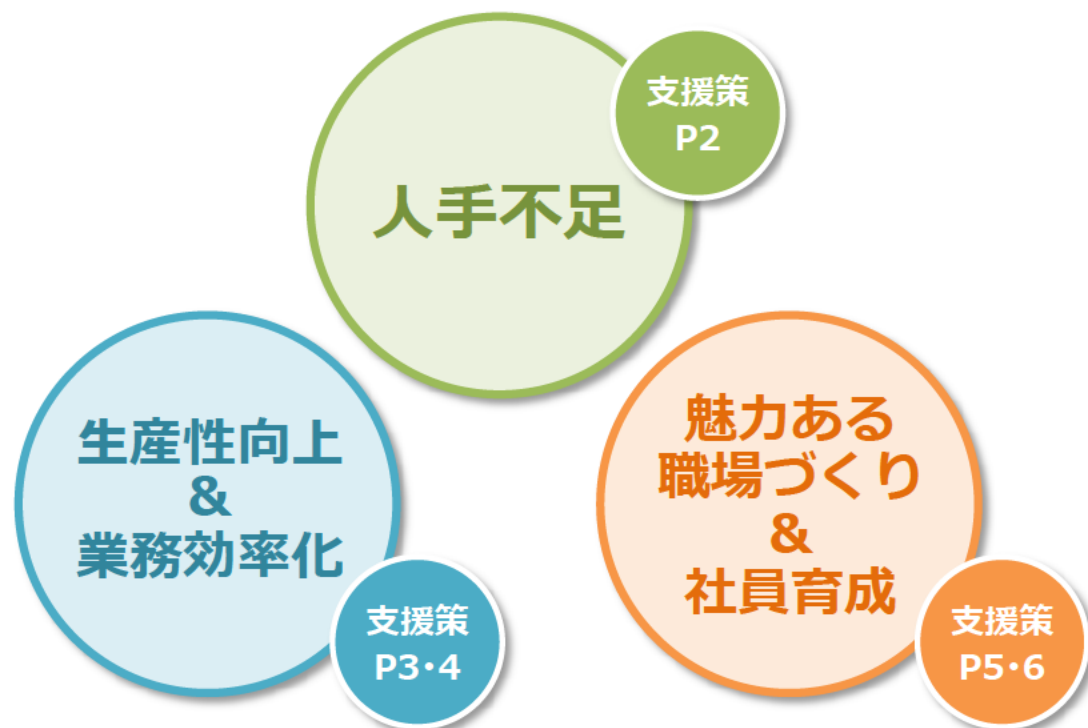 人手不足
支援策
P2
生産性向上
&
業務効率化
支援策
P3・4
魅力ある
職場づくり
&
社員育成
支援策
P5・6